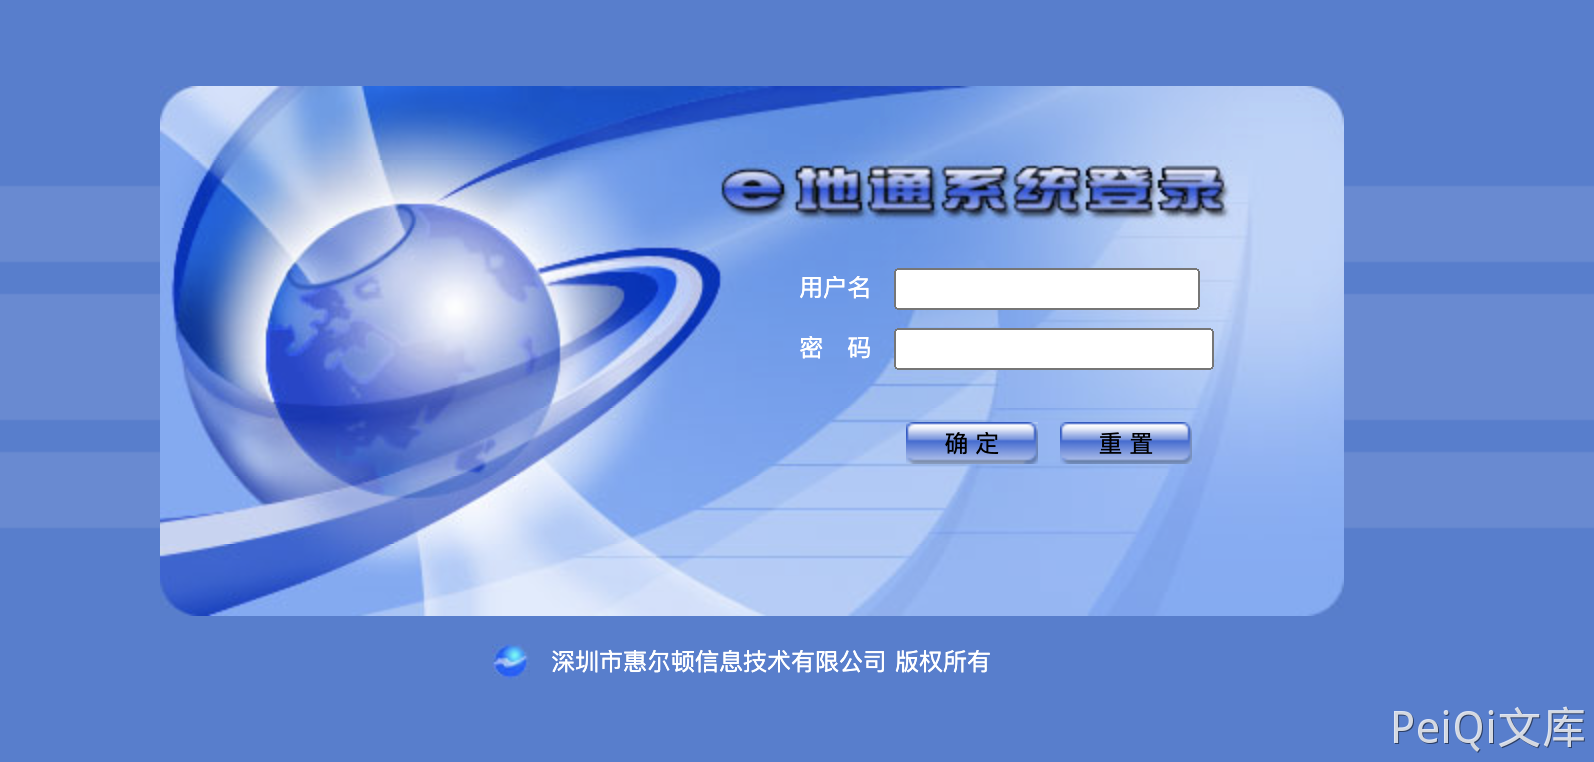 e地通系统登录
用户名
密 码
确 定 重 置
深圳市惠尔顿信息技术有限公司 版权所有
PeiQi文库